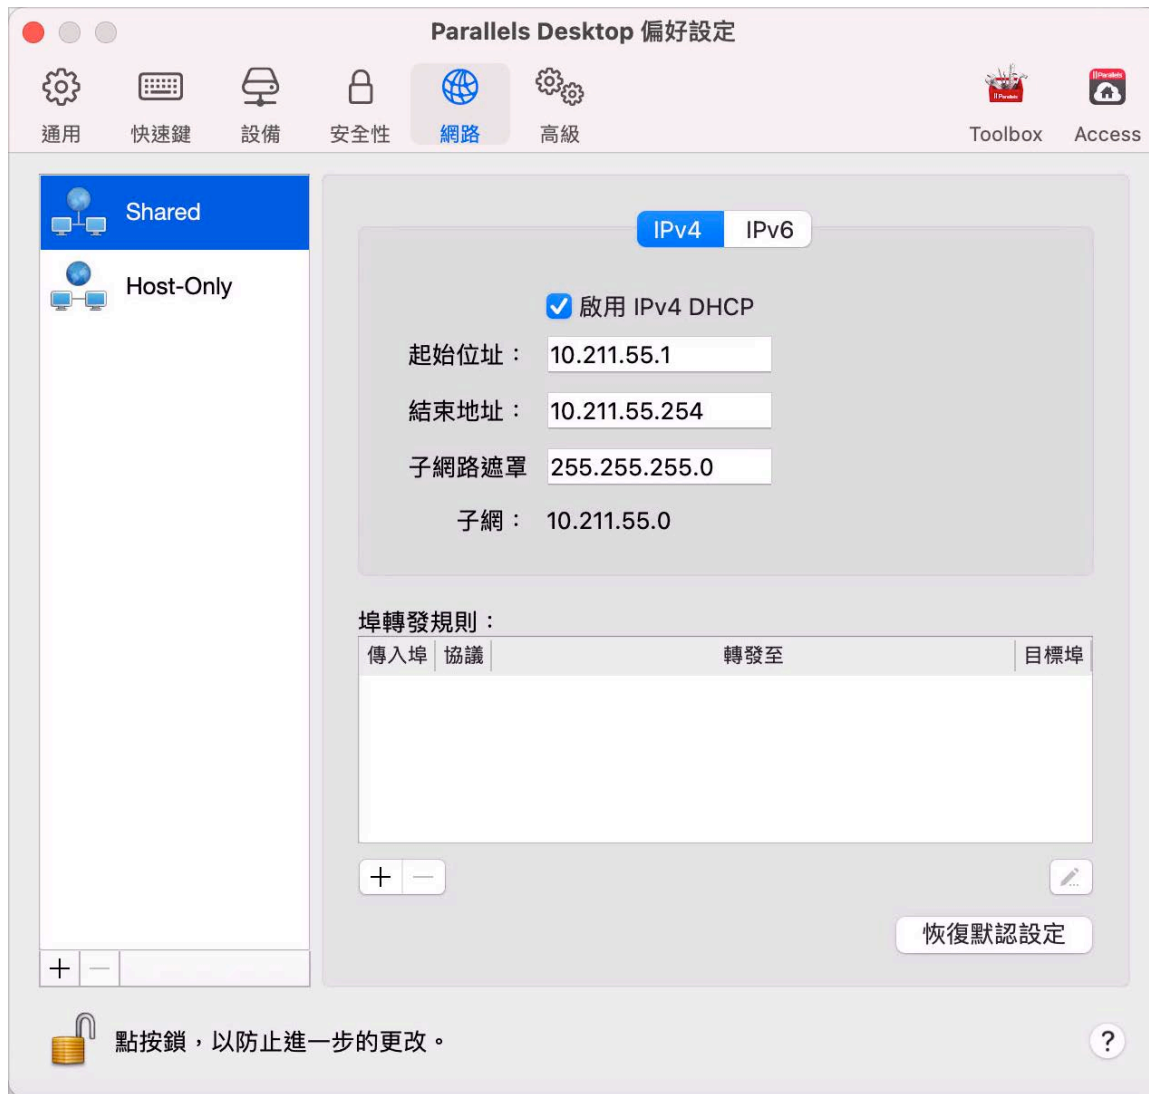 Parallels Desktop 偏好設定
通用 快速鍵 設備 安全性 網路 高級 Toolbox Access
Shared
Host-Only
IPv4 IPv6
啟用 IPv4 DHCP
起始位址： 10.211.55.1
結束地址： 10.211.55.254
子網路遮罩 255.255.255.0
子網： 10.211.55.0
埠轉發規則：
傳入埠 協議 轉發至 目標埠
恢復默認設定
點按鎖，以防止進一步的更改。